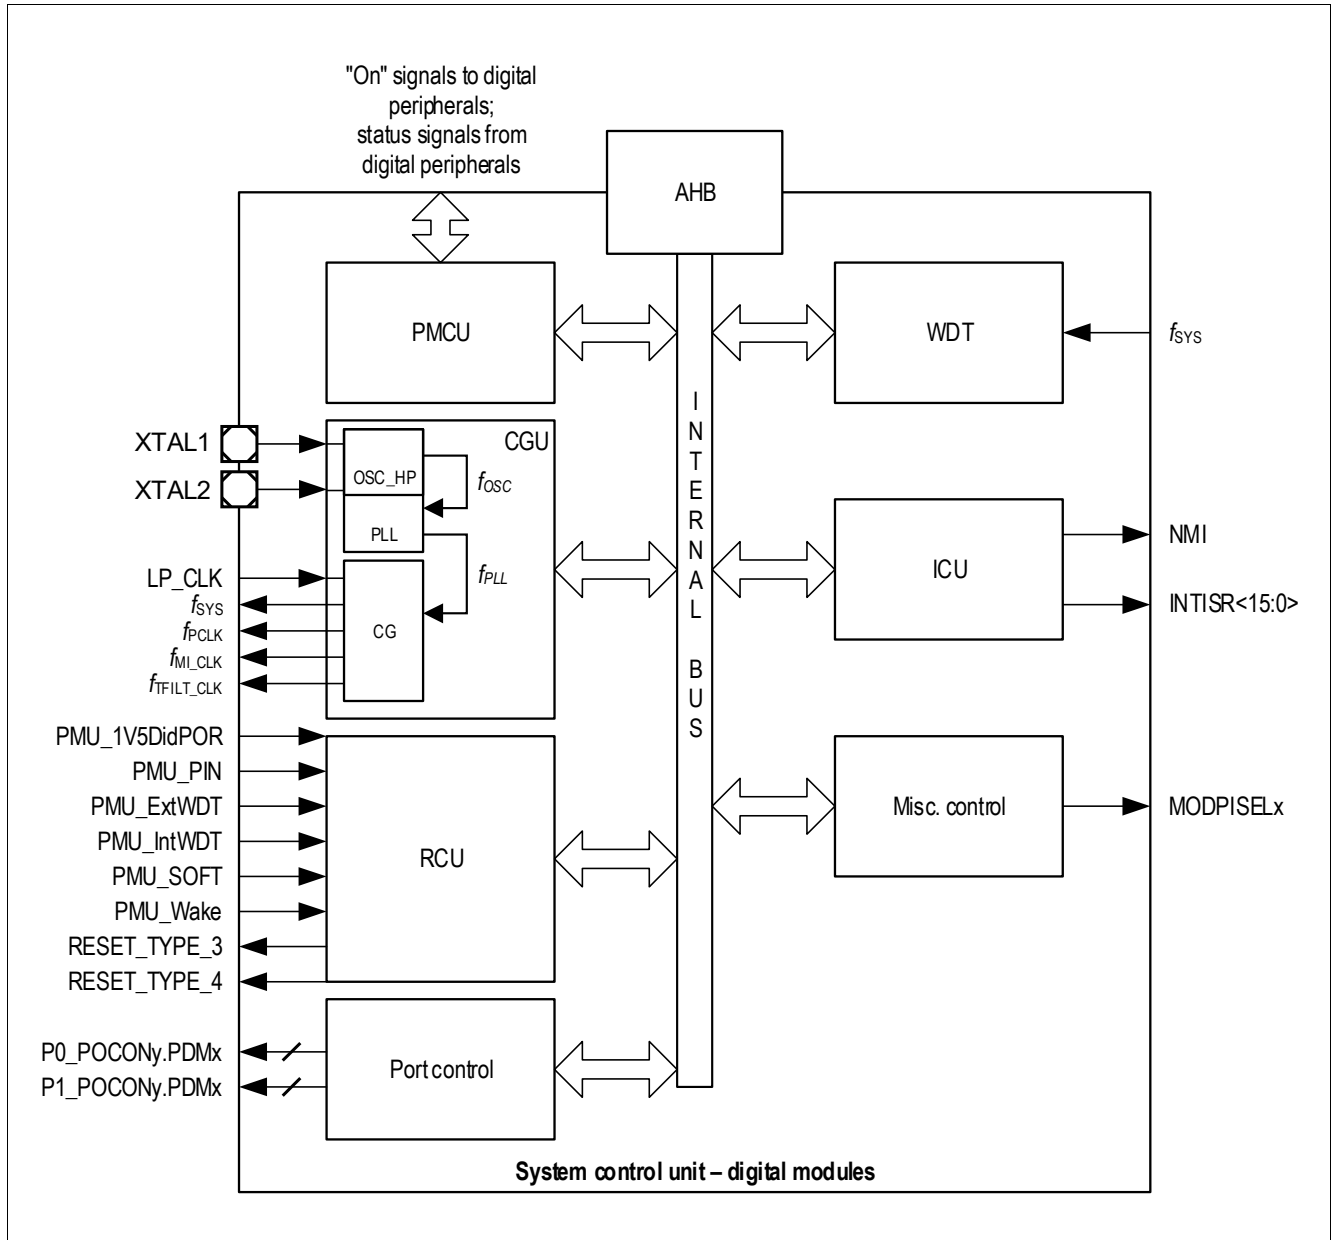 "On" signals to digital
peripherals;
status signals from
digital peripherals
AHB
PMCU
WDT
fSYS
INTERNAL BUS
XTAL1
XTAL2
CGU
OSC_HP
fOSC
PLL
fPLL
LP_CLK
fSYS
fPCLK
fMI_CLK
fTFILT_CLK
CG
ICU
NMI
INTISR<15:0>
PMU_1V5DidPOR
PMU_PIN
PMU_ExtWDT
PMU_IntWDT
PMU_SOFT
PMU_Wake
RESET_TYPE_3
RESET_TYPE_4
RCU
Misc. control
MODPISELx
P0_POCONy.PDMx
P1_POCONy.PDMx
Port control
System control unit – digital modules